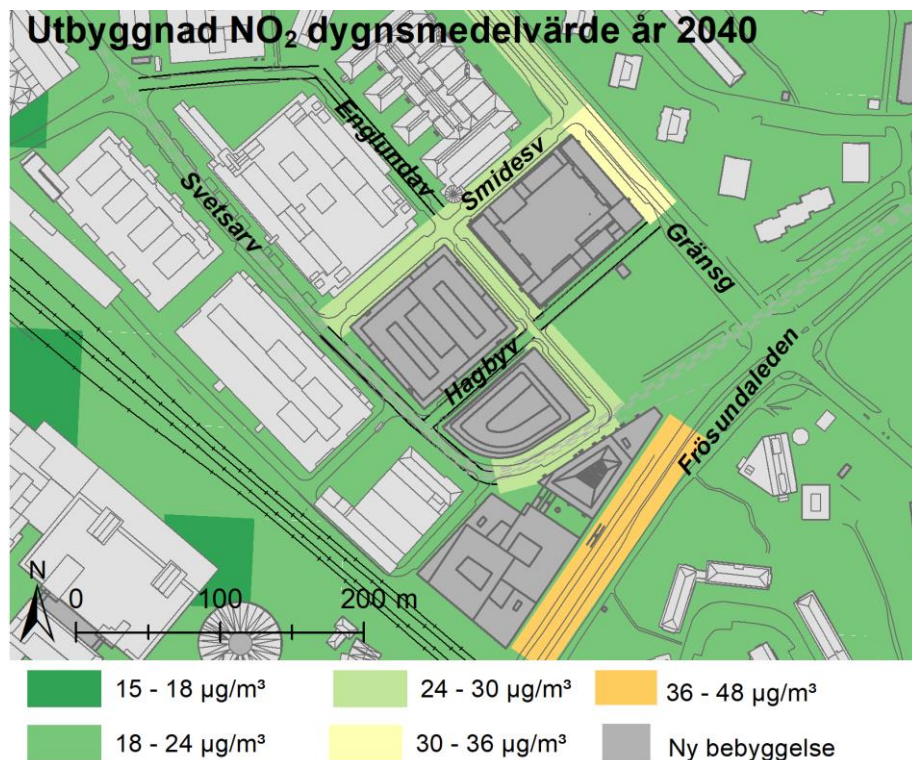 Utbyggnad NO₂ dygnsmedelvärde år 2040
Englundav
Smidesv
Svetsarv
Gränsg
Hagbyv
Frösundaleden
N
0 100 200 m
15 - 18 µg/m³ 24 - 30 µg/m³ 36 - 48 µg/m³
18 - 24 µg/m³ 30 - 36 µg/m³ Ny bebyggelse